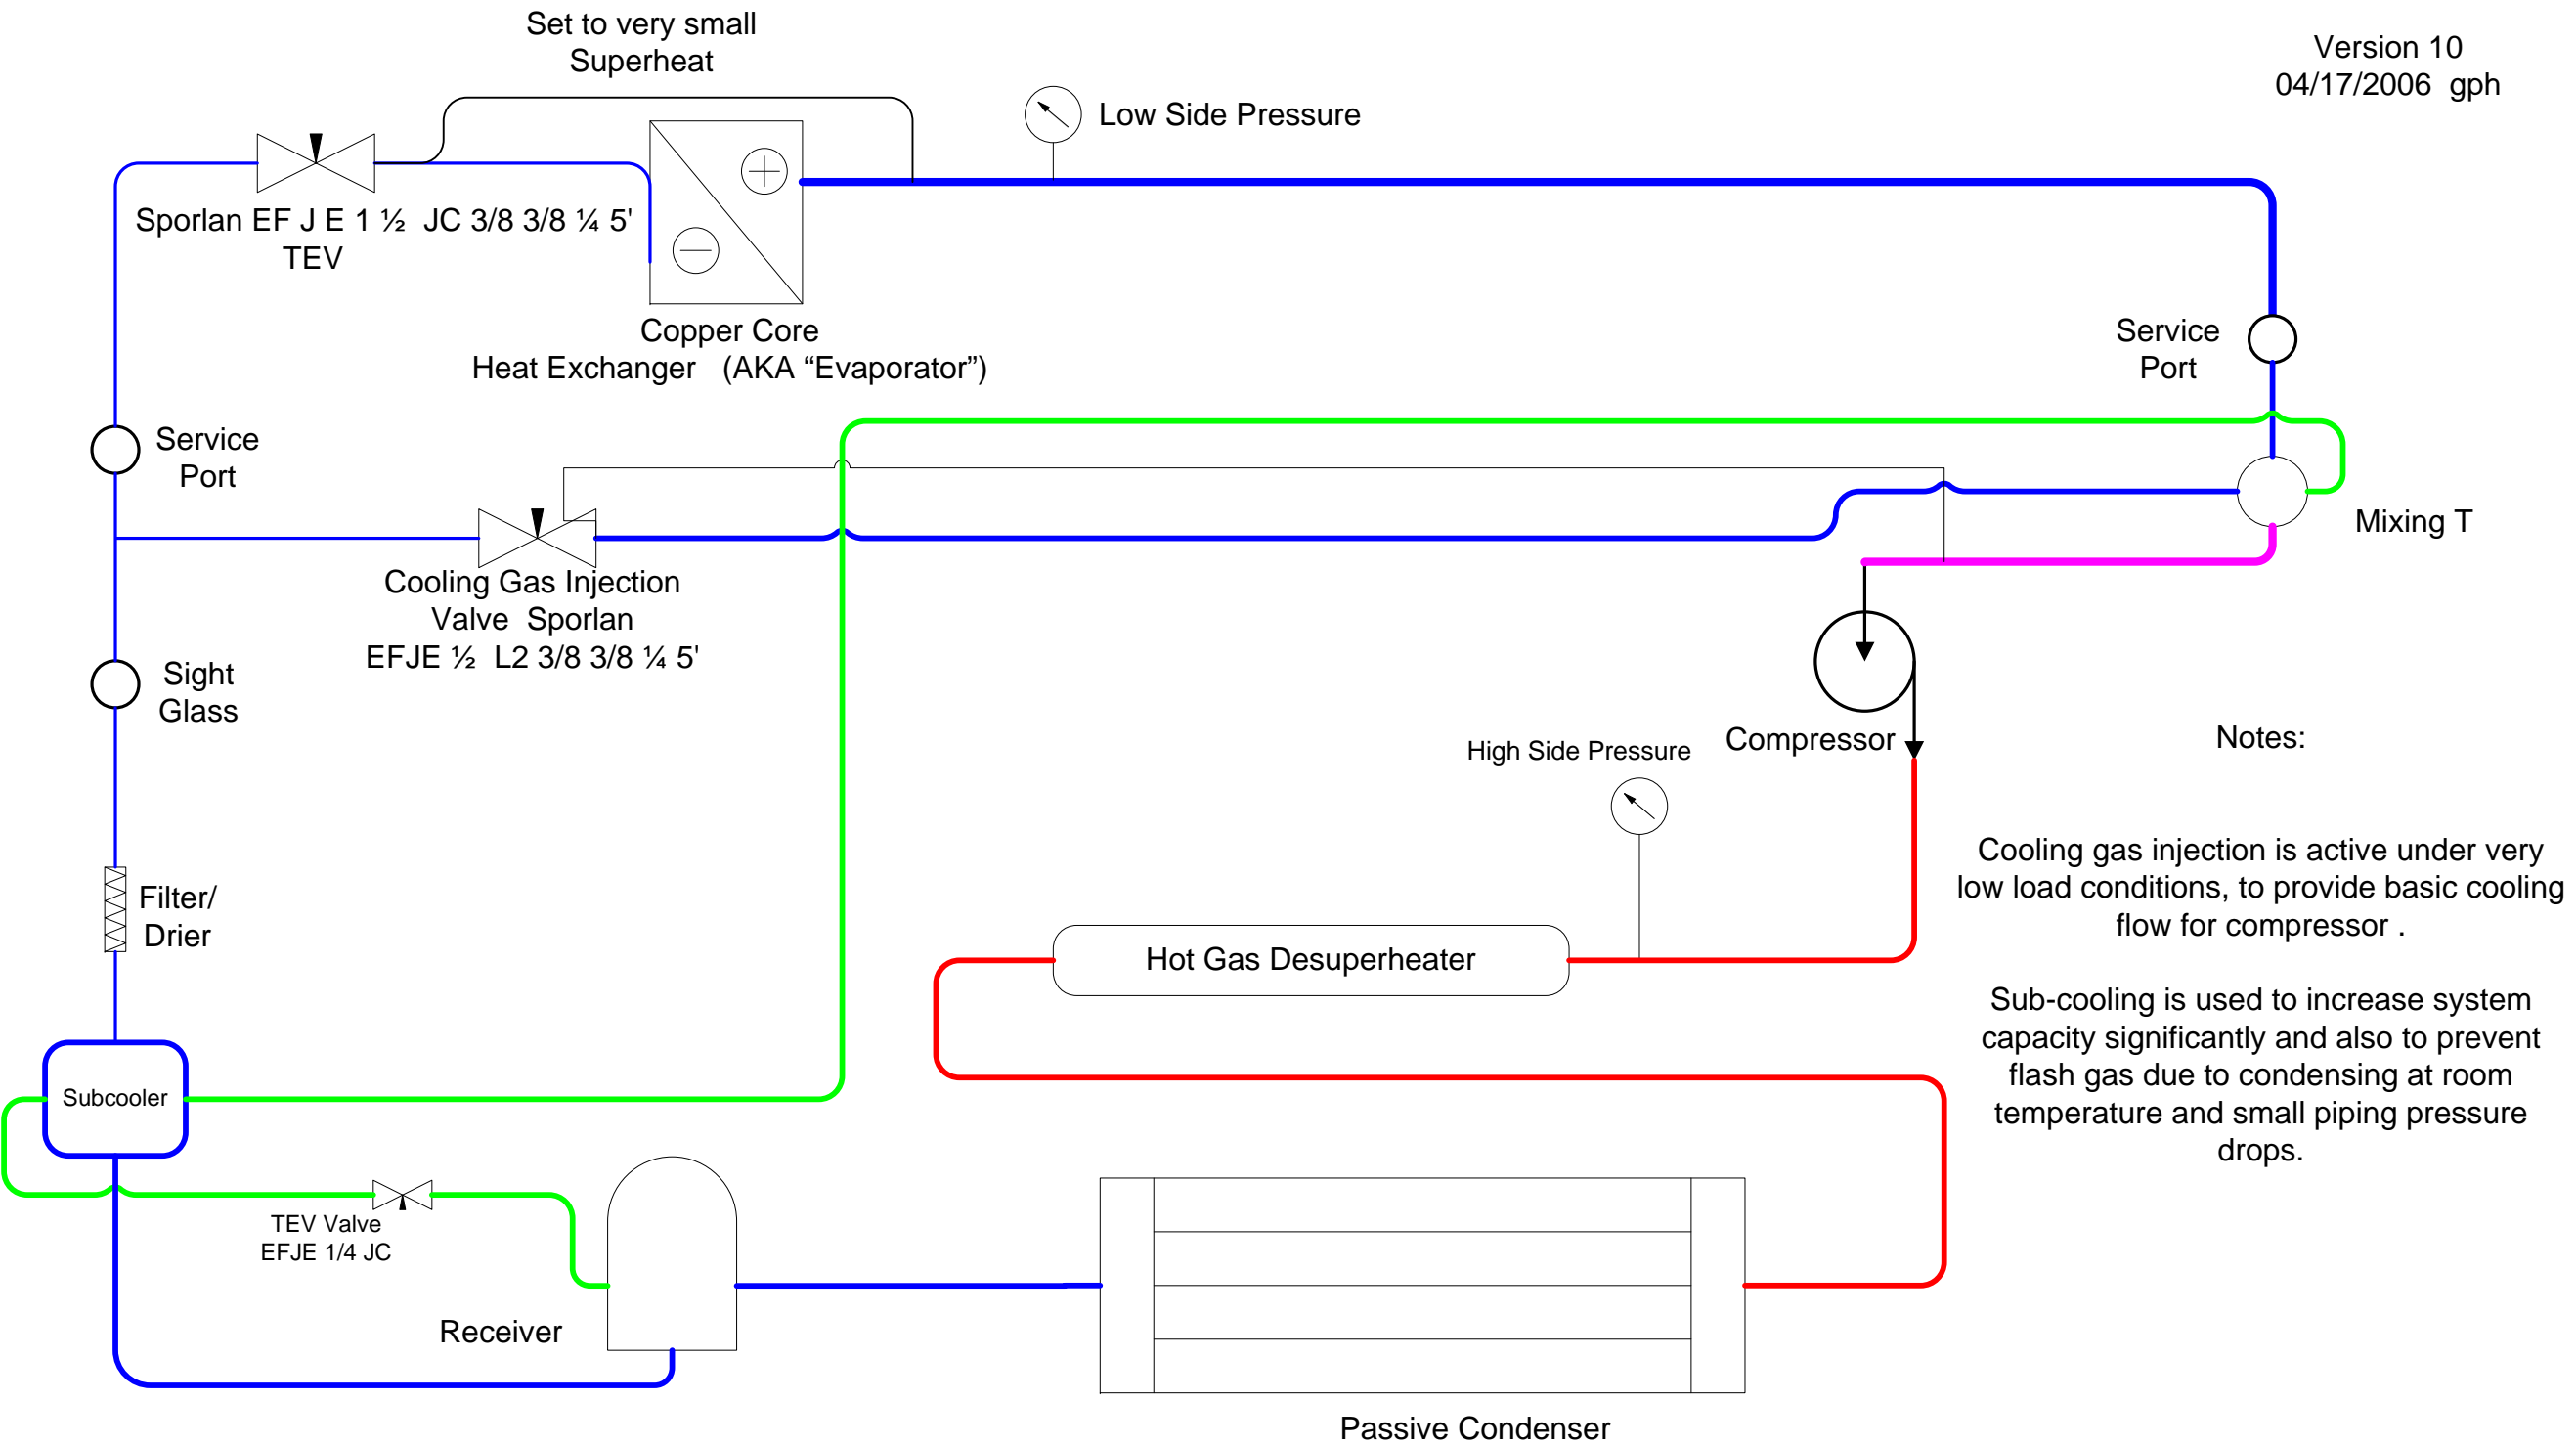 Set to very small
Superheat
Version 10
04/17/2006 gph
Low Side Pressure
Sporlan EF J E 1 ½ JC 3/8 3/8 ¼ 5'
TEV
Copper Core
Heat Exchanger (AKA “Evaporator”)
Service
Port
Service
Port
Mixing T
Cooling Gas Injection
Valve Sporlan
EFJE ½ L2 3/8 3/8 ¼ 5'
Sight
Glass
Compressor
High Side Pressure
Notes:
Cooling gas injection is active under very
low load conditions, to provide basic cooling
flow for compressor .
Sub-cooling is used to increase system
capacity significantly and also to prevent
flash gas due to condensing at room
temperature and small piping pressure
drops.
Filter/
Drier
Hot Gas Desuperheater
Subcooler
TEV Valve
EFJE 1/4 JC
Receiver
Passive Condenser